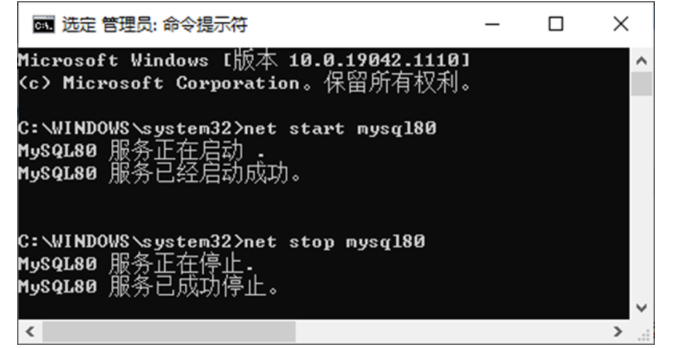 选定 管理员: 命令提示符
Microsoft Windows [版本 10.0.19042.1110]
(c) Microsoft Corporation。保留所有权利。
C:\WINDOWS\system32>net start mysql80
MySQL80 服务正在启动 .
MySQL80 服务已经启动成功。
C:\WINDOWS\system32>net stop mysql80
MySQL80 服务正在停止.
MySQL80 服务已成功停止。